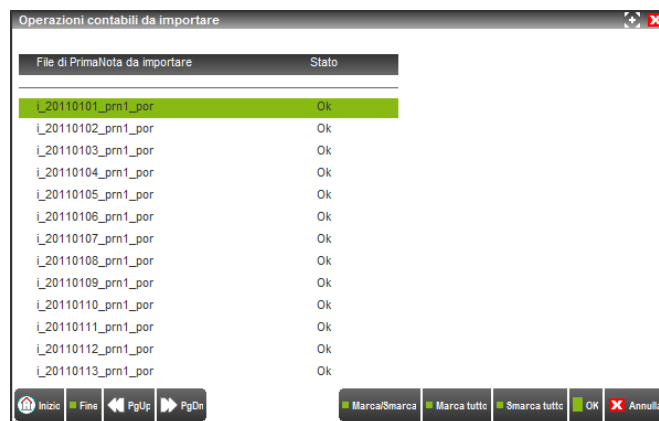 Operazioni contabili da importare
File di PrimaNota da importare Stato
i_20110101_prn1_por Ok
i_20110102_prn1_por Ok
i_20110103_prn1_por Ok
i_20110104_prn1_por Ok
i_20110105_prn1_por Ok
i_20110106_prn1_por Ok
i_20110107_prn1_por Ok
i_20110108_prn1_por Ok
i_20110109_prn1_por Ok
i_20110110_prn1_por Ok
i_20110111_prn1_por Ok
i_20110112_prn1_por Ok
i_20110113_prn1_por Ok
Inizio Fine PgUp PgDn Marca/Smarca Marca tutto Smarca tutto OK Annulla